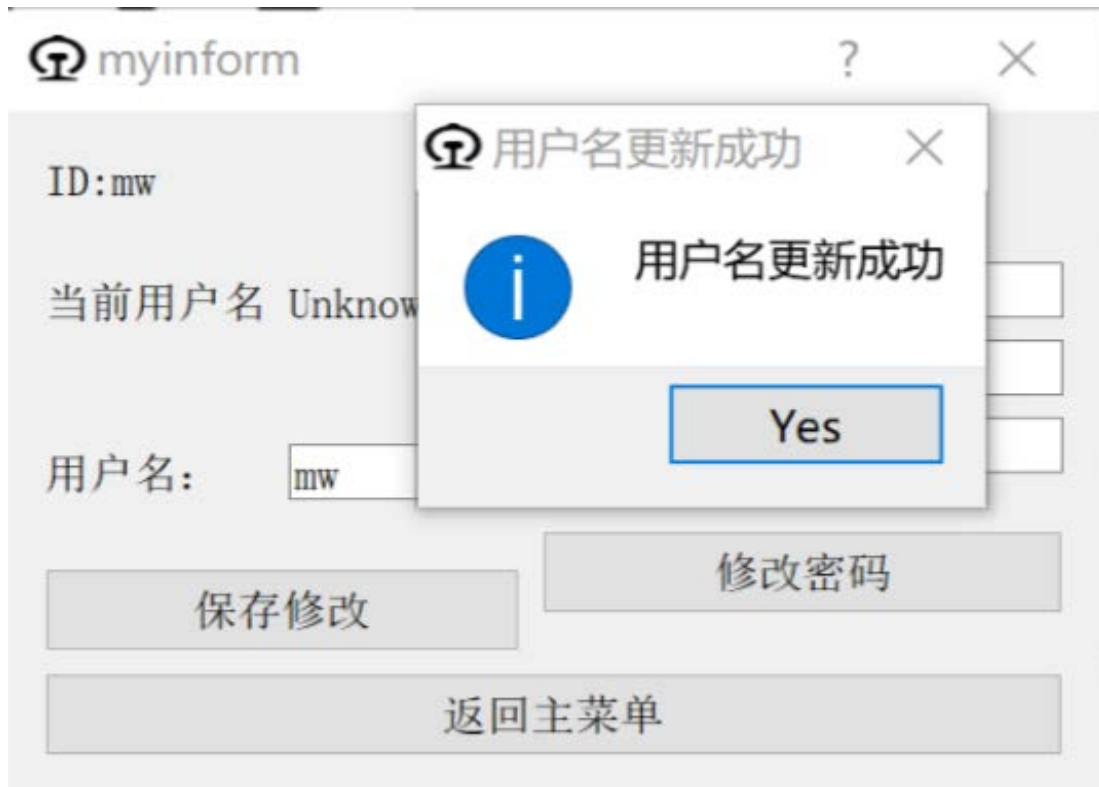 myinform
?
用户名更新成功
ID:mw
用户名更新成功
当前用户名 Unknow
Yes
用户名: mw
修改密码
保存修改
返回主菜单